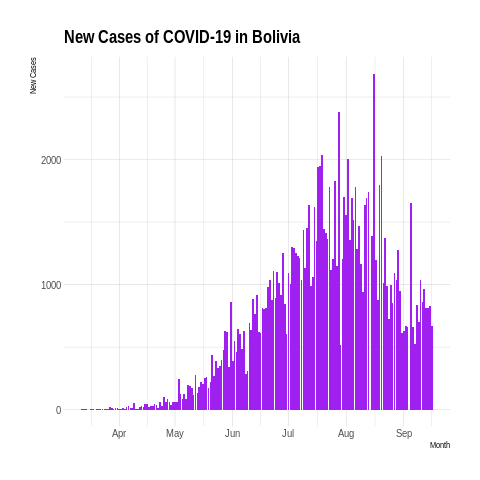 New Cases of COVID-19 in Bolivia
New Cases
2000
1000
0
Apr May Jun Jul Aug Sep
Month